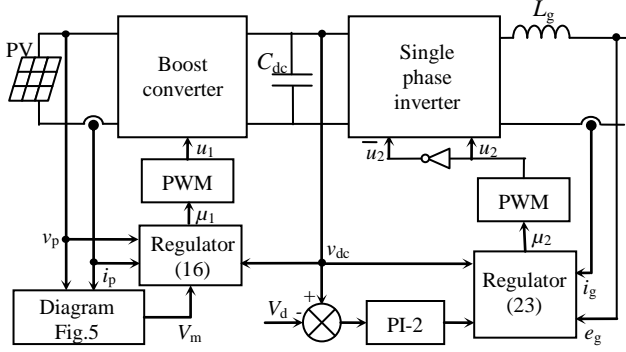 L_g
PV
Boost
converter
C_dc
Single
phase
inverter
u_1
u̅_2
u_2
PWM
PWM
μ_1
μ_2
v_p
Regulator
(16)
v_dc
i_p
Regulator
(23)
i_g
Diagram
Fig.5
V_m
V_d
+
-
PI-2
e_g